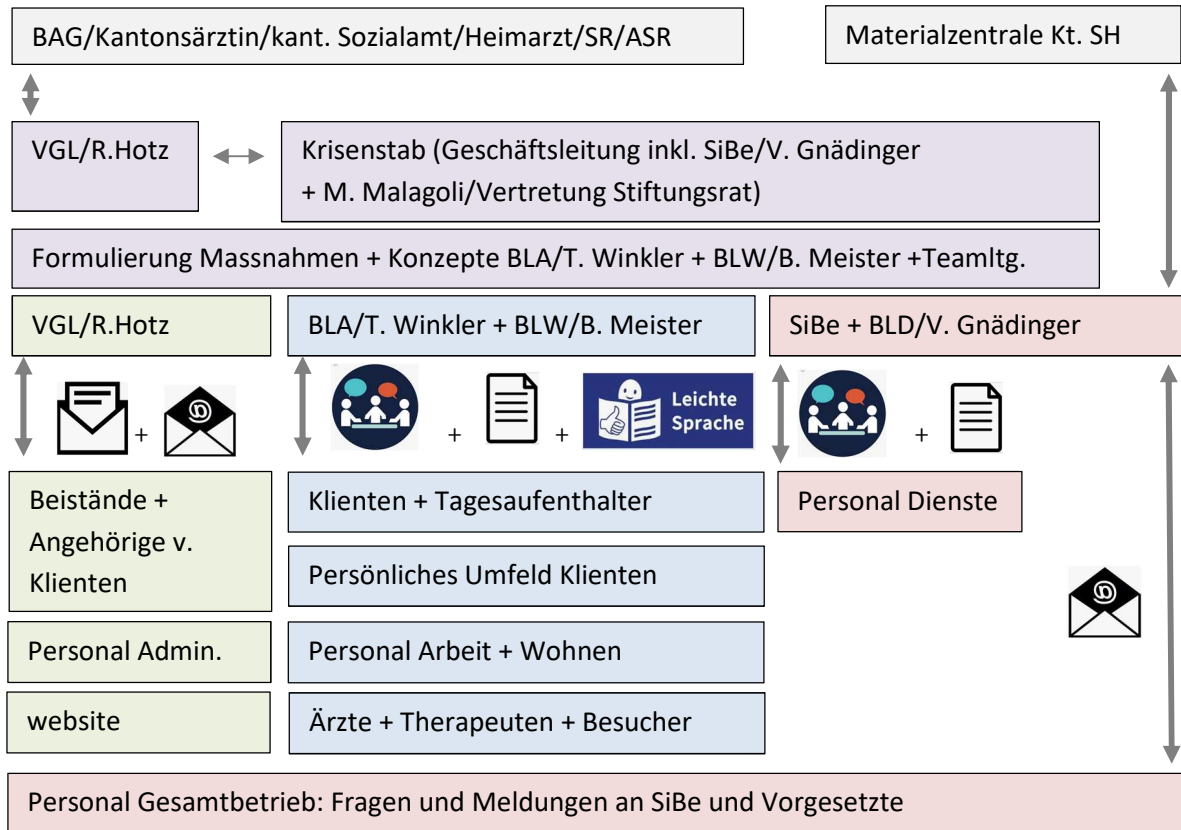 BAG/Kantonsärztin/kant. Sozialamt/Heimarzt/SR/ASR
Materialzentrale Kt. SH
VGL/R.Hotz
Krisenstab (Geschäftsleitung inkl. SiBe/V. Gnädinger
+ M. Malagoli/Vertretung Stiftungsrat)
Formulierung Massnahmen + Konzepte BLA/T. Winkler + BLW/B. Meister +Teamltg.
VGL/R.Hotz
BLA/T. Winkler + BLW/B. Meister
SiBe + BLD/V. Gnädinger
+
@
+
+
Leichte
Sprache
+
Beistände +
Angehörige v.
Klienten
Klienten + Tagesaufenthalter
Personal Dienste
Persönliches Umfeld Klienten
@
Personal Admin.
Personal Arbeit + Wohnen
website
Ärzte + Therapeuten + Besucher
Personal Gesamtbetrieb: Fragen und Meldungen an SiBe und Vorgesetzte